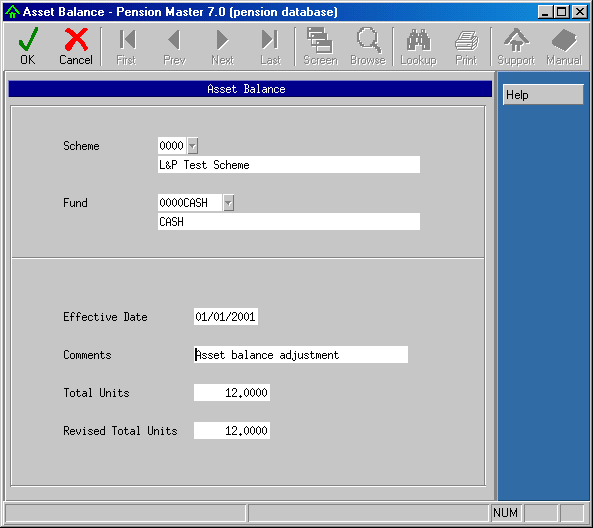 Asset Balance - Pension Master 7.0 (pension database)
OK Cancel First Prev Next Last Screen Browse Lookup Print Support Manual
Asset Balance
Help
Scheme 0000
L&P Test Scheme
Fund 0000CASH
CASH
Effective Date 01/01/2001
Comments Asset balance adjustment
Total Units 12.0000
Revised Total Units 12.0000
NUM